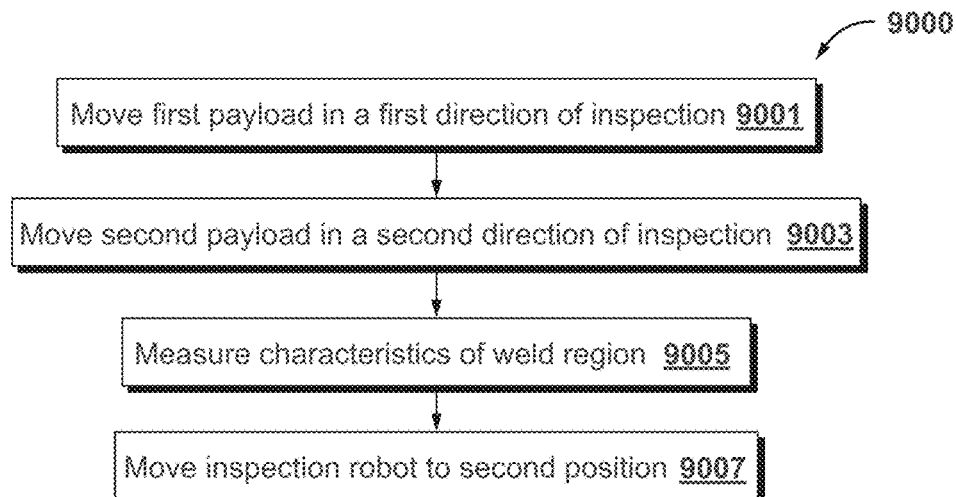 9000
Move first payload in a first direction of inspection 9001
Move second payload in a second direction of inspection 9003
Measure characteristics of weld region 9005
Move inspection robot to second position 9007